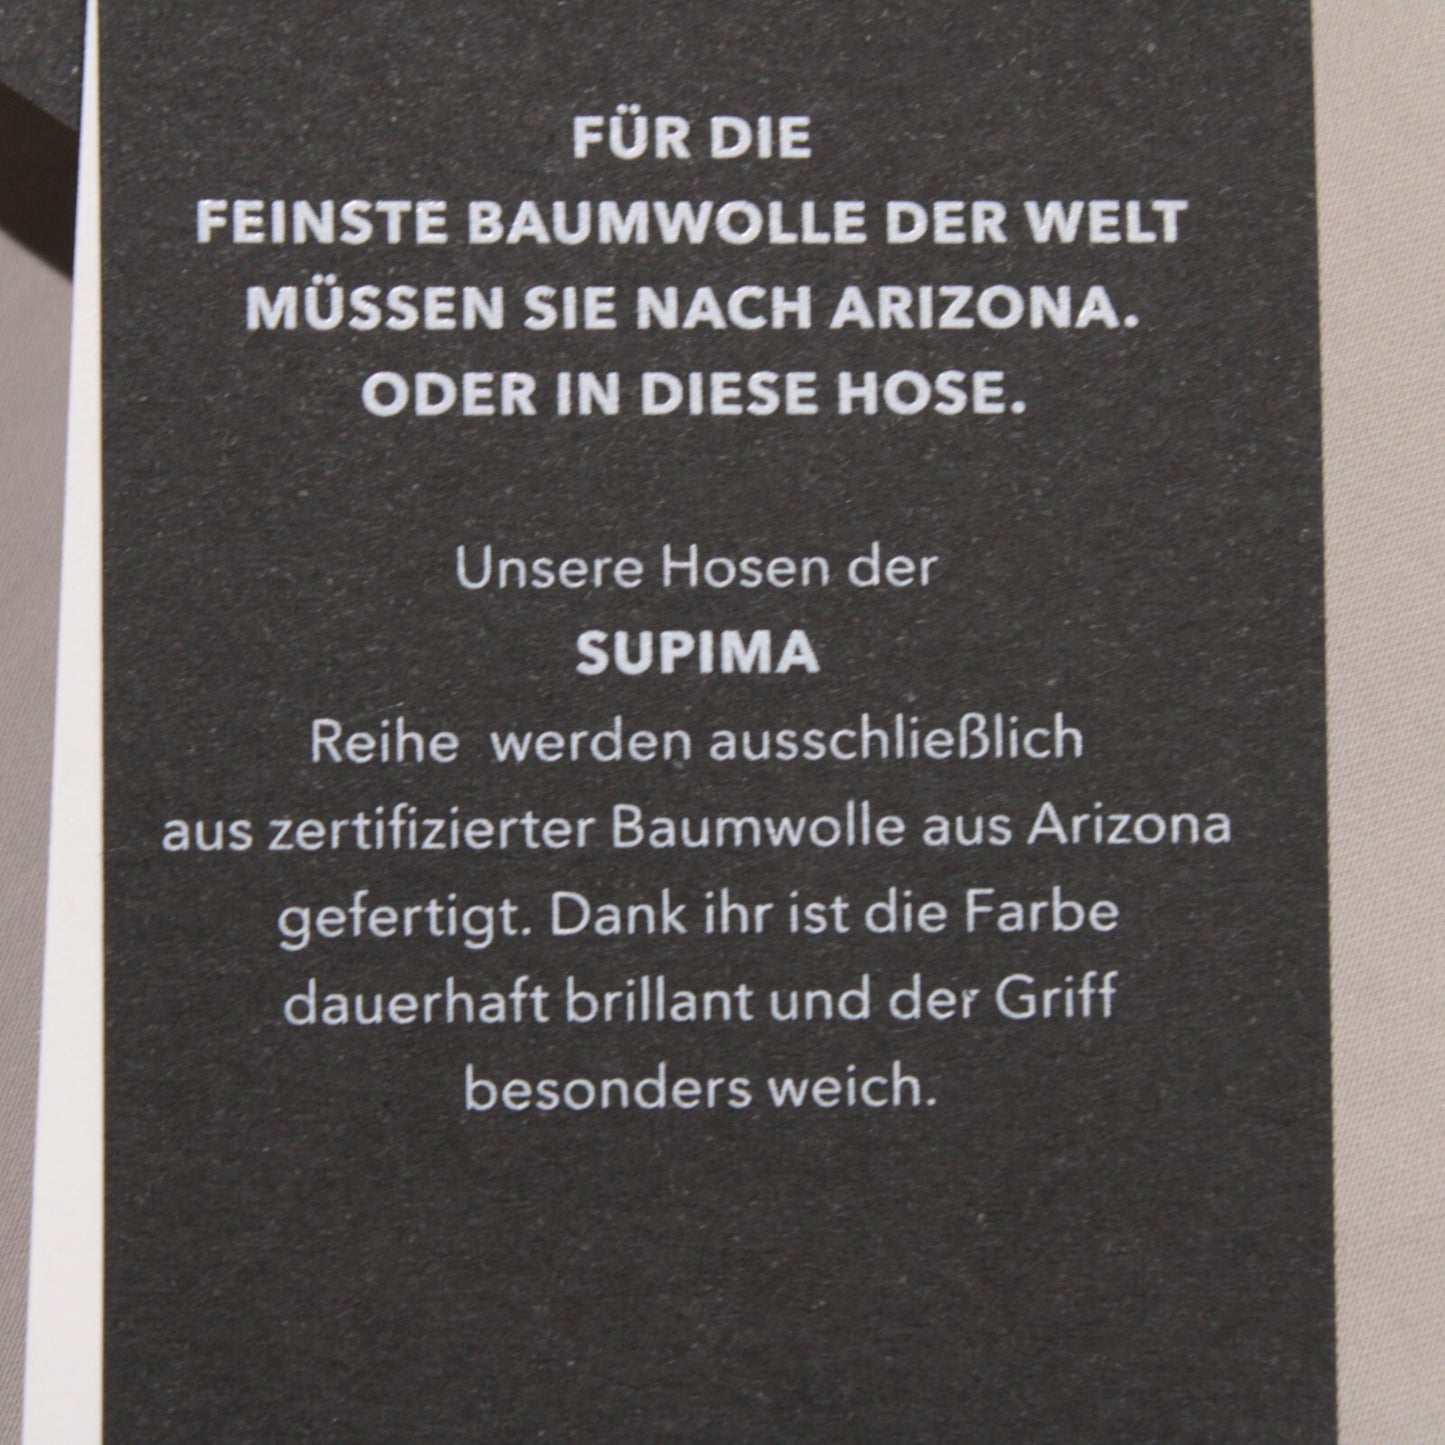 FÜR DIE
FEINSTE BAUMWOLLE DER WELT
MÜSSEN SIE NACH ARIZONA.
ODER IN DIESE HOSE.
Unsere Hosen der
SUPIMA
Reihe werden ausschließlich
aus zertifizierter Baumwolle aus Arizona
gefertigt. Dank ihr ist die Farbe
dauerhaft brillant und der Griff
besonders weich.